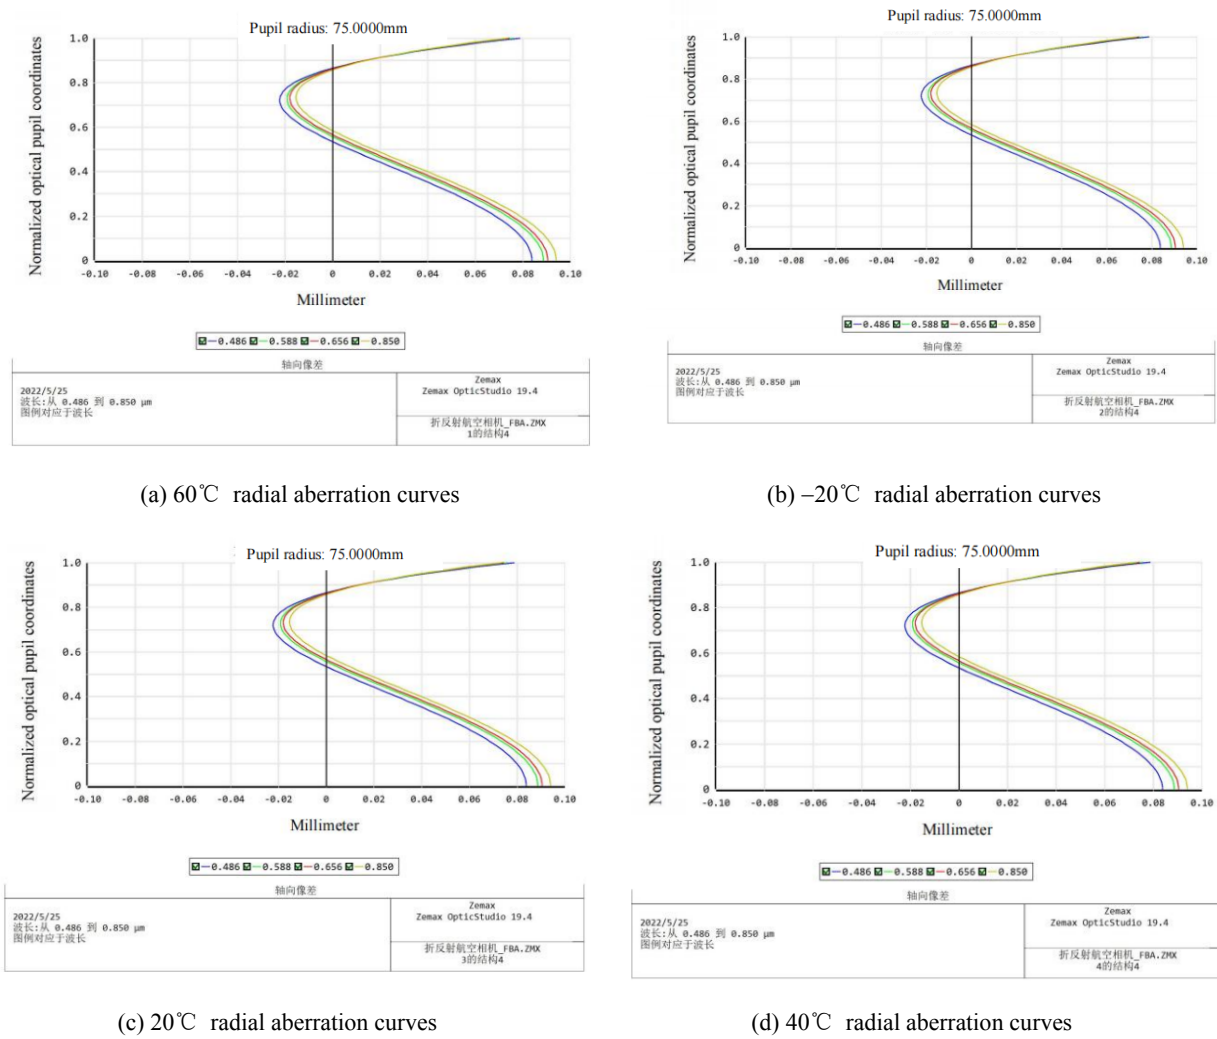 Pupil radius: 75.0000mm
Normalized optical pupil coordinates
1.0
0.8
0.6
0.4
0.2
0
-0.10 -0.08 -0.06 -0.04 -0.02 0 0.02 0.04 0.06 0.08 0.10
Millimeter
0.486 0.588 0.656 0.850
轴向像差
2022/5/25
波长:从 0.486 到 0.850 μm
图例对应于波长
Zemax
Zemax OpticStudio 19.4
折反射航空相机_FBA.ZMX
1的结构4
(a) 60℃ radial aberration curves
Pupil radius: 75.0000mm
Normalized optical pupil coordinates
1.0
0.8
0.6
0.4
0.2
0
-0.10 -0.08 -0.06 -0.04 -0.02 0 0.02 0.04 0.06 0.08 0.10
Millimeter
0.486 0.588 0.656 0.850
轴向像差
2022/5/25
波长:从 0.486 到 0.850 μm
图例对应于波长
Zemax
Zemax OpticStudio 19.4
折反射航空相机_FBA.ZMX
2的结构4
(b) −20℃ radial aberration curves
Pupil radius: 75.0000mm
Normalized optical pupil coordinates
1.0
0.8
0.6
0.4
0.2
0
-0.10 -0.08 -0.06 -0.04 -0.02 0 0.02 0.04 0.06 0.08 0.10
Millimeter
0.486 0.588 0.656 0.850
轴向像差
2022/5/25
波长:从 0.486 到 0.850 μm
图例对应于波长
Zemax
Zemax OpticStudio 19.4
折反射航空相机_FBA.ZMX
3的结构4
(c) 20℃ radial aberration curves
Pupil radius: 75.0000mm
Normalized optical pupil coordinates
1.0
0.8
0.6
0.4
0.2
0
-0.10 -0.08 -0.06 -0.04 -0.02 0 0.02 0.04 0.06 0.08 0.10
Millimeter
0.486 0.588 0.656 0.850
轴向像差
2022/5/25
波长:从 0.486 到 0.850 μm
图例对应于波长
Zemax
Zemax OpticStudio 19.4
折反射航空相机_FBA.ZMX
4的结构4
(d) 40℃ radial aberration curves